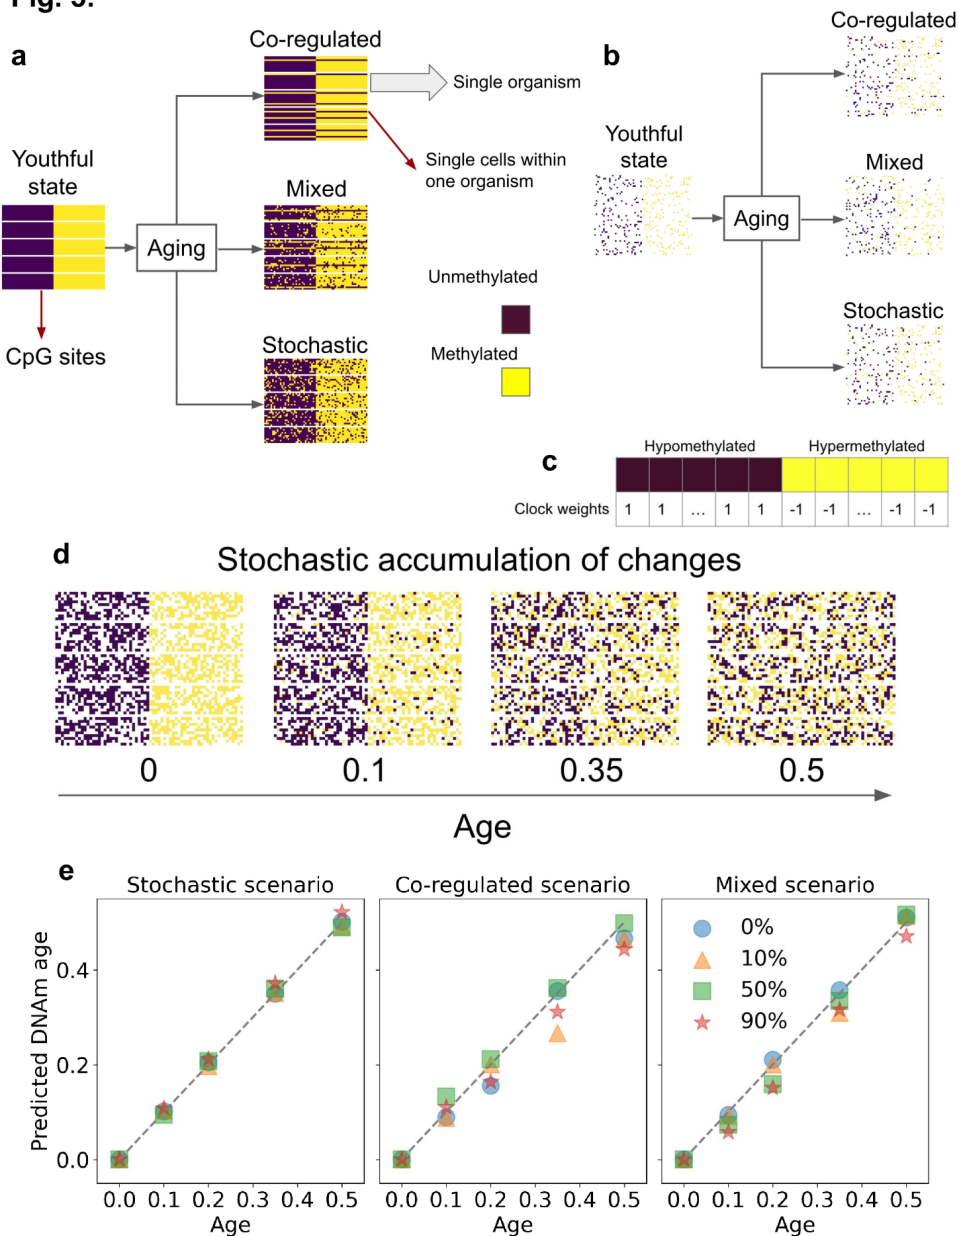 Fig. 5.
a
Co-regulated
Single organism
Single cells within
one organism
Youthful
state
Mixed
Aging
CpG sites
Stochastic
Unmethylated
Methylated
b
Co-regulated
Youthful
state
Mixed
Aging
Stochastic
c
Hypomethylated Hypermethylated
Clock weights 1 1 ... 1 1 -1 -1 ... -1 -1
d
Stochastic accumulation of changes
0 0.1 0.35 0.5
Age
e
Stochastic scenario Co-regulated scenario Mixed scenario
Predicted DNAm age
0.4
0.2
0.0
0%
10%
50%
90%
0.0 0.1 0.2 0.3 0.4 0.5 0.0 0.1 0.2 0.3 0.4 0.5 0.0 0.1 0.2 0.3 0.4 0.5
Age Age Age